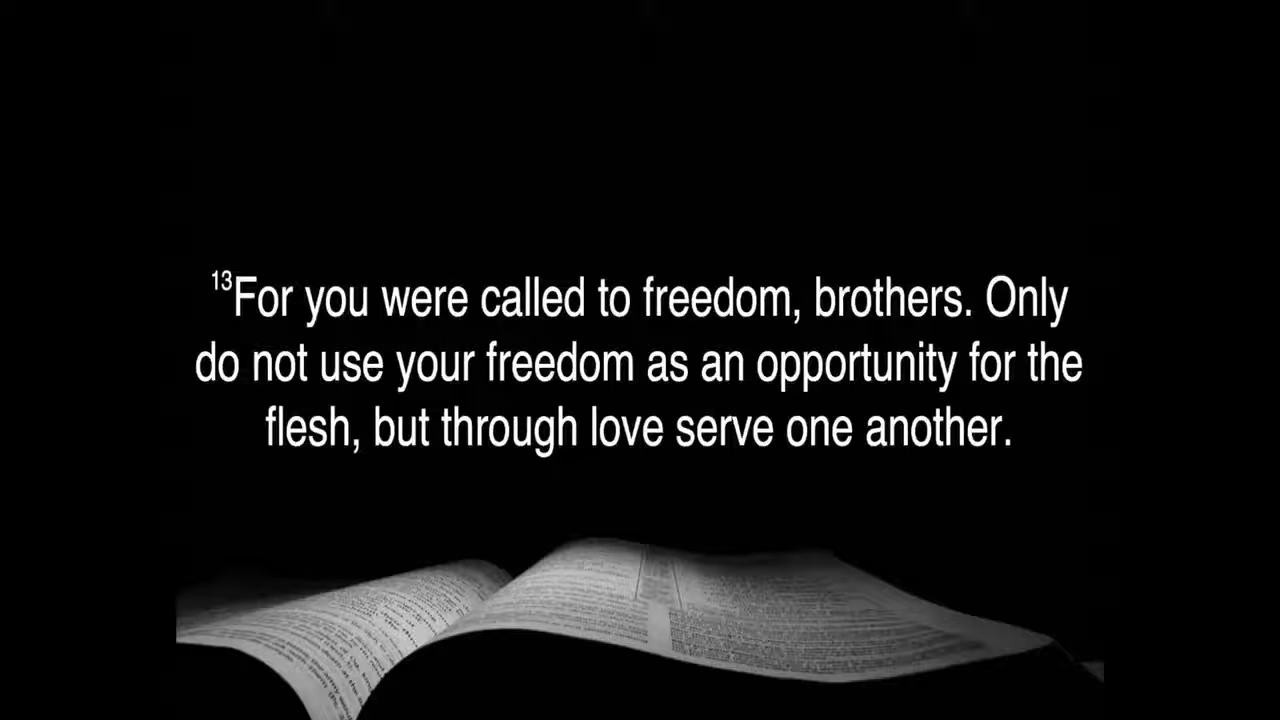 13For you were called to freedom, brothers. Only
do not use your freedom as an opportunity for the
flesh, but through love serve one another.